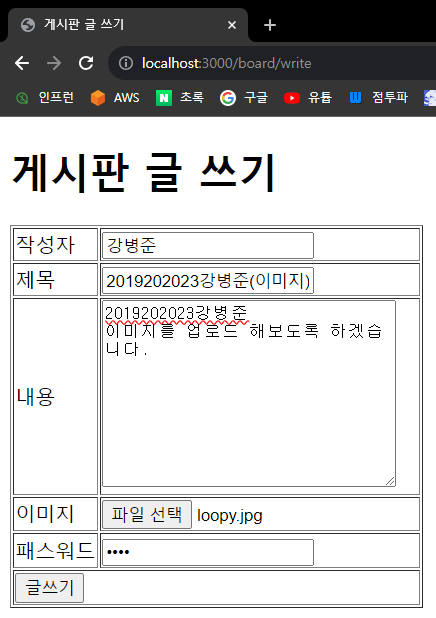 게시판 글 쓰기
localhost:3000/board/write
인프런 AWS 초록 구글 유튭 점투파
게시판 글 쓰기
작성자 강병준
제목 2019202023강병준(이미지)
내용 2019202023강병준
이미지를 업로드 해보도록 하겠습
니다.
이미지 파일 선택 loopy.jpg
패스워드 ••••
글쓰기